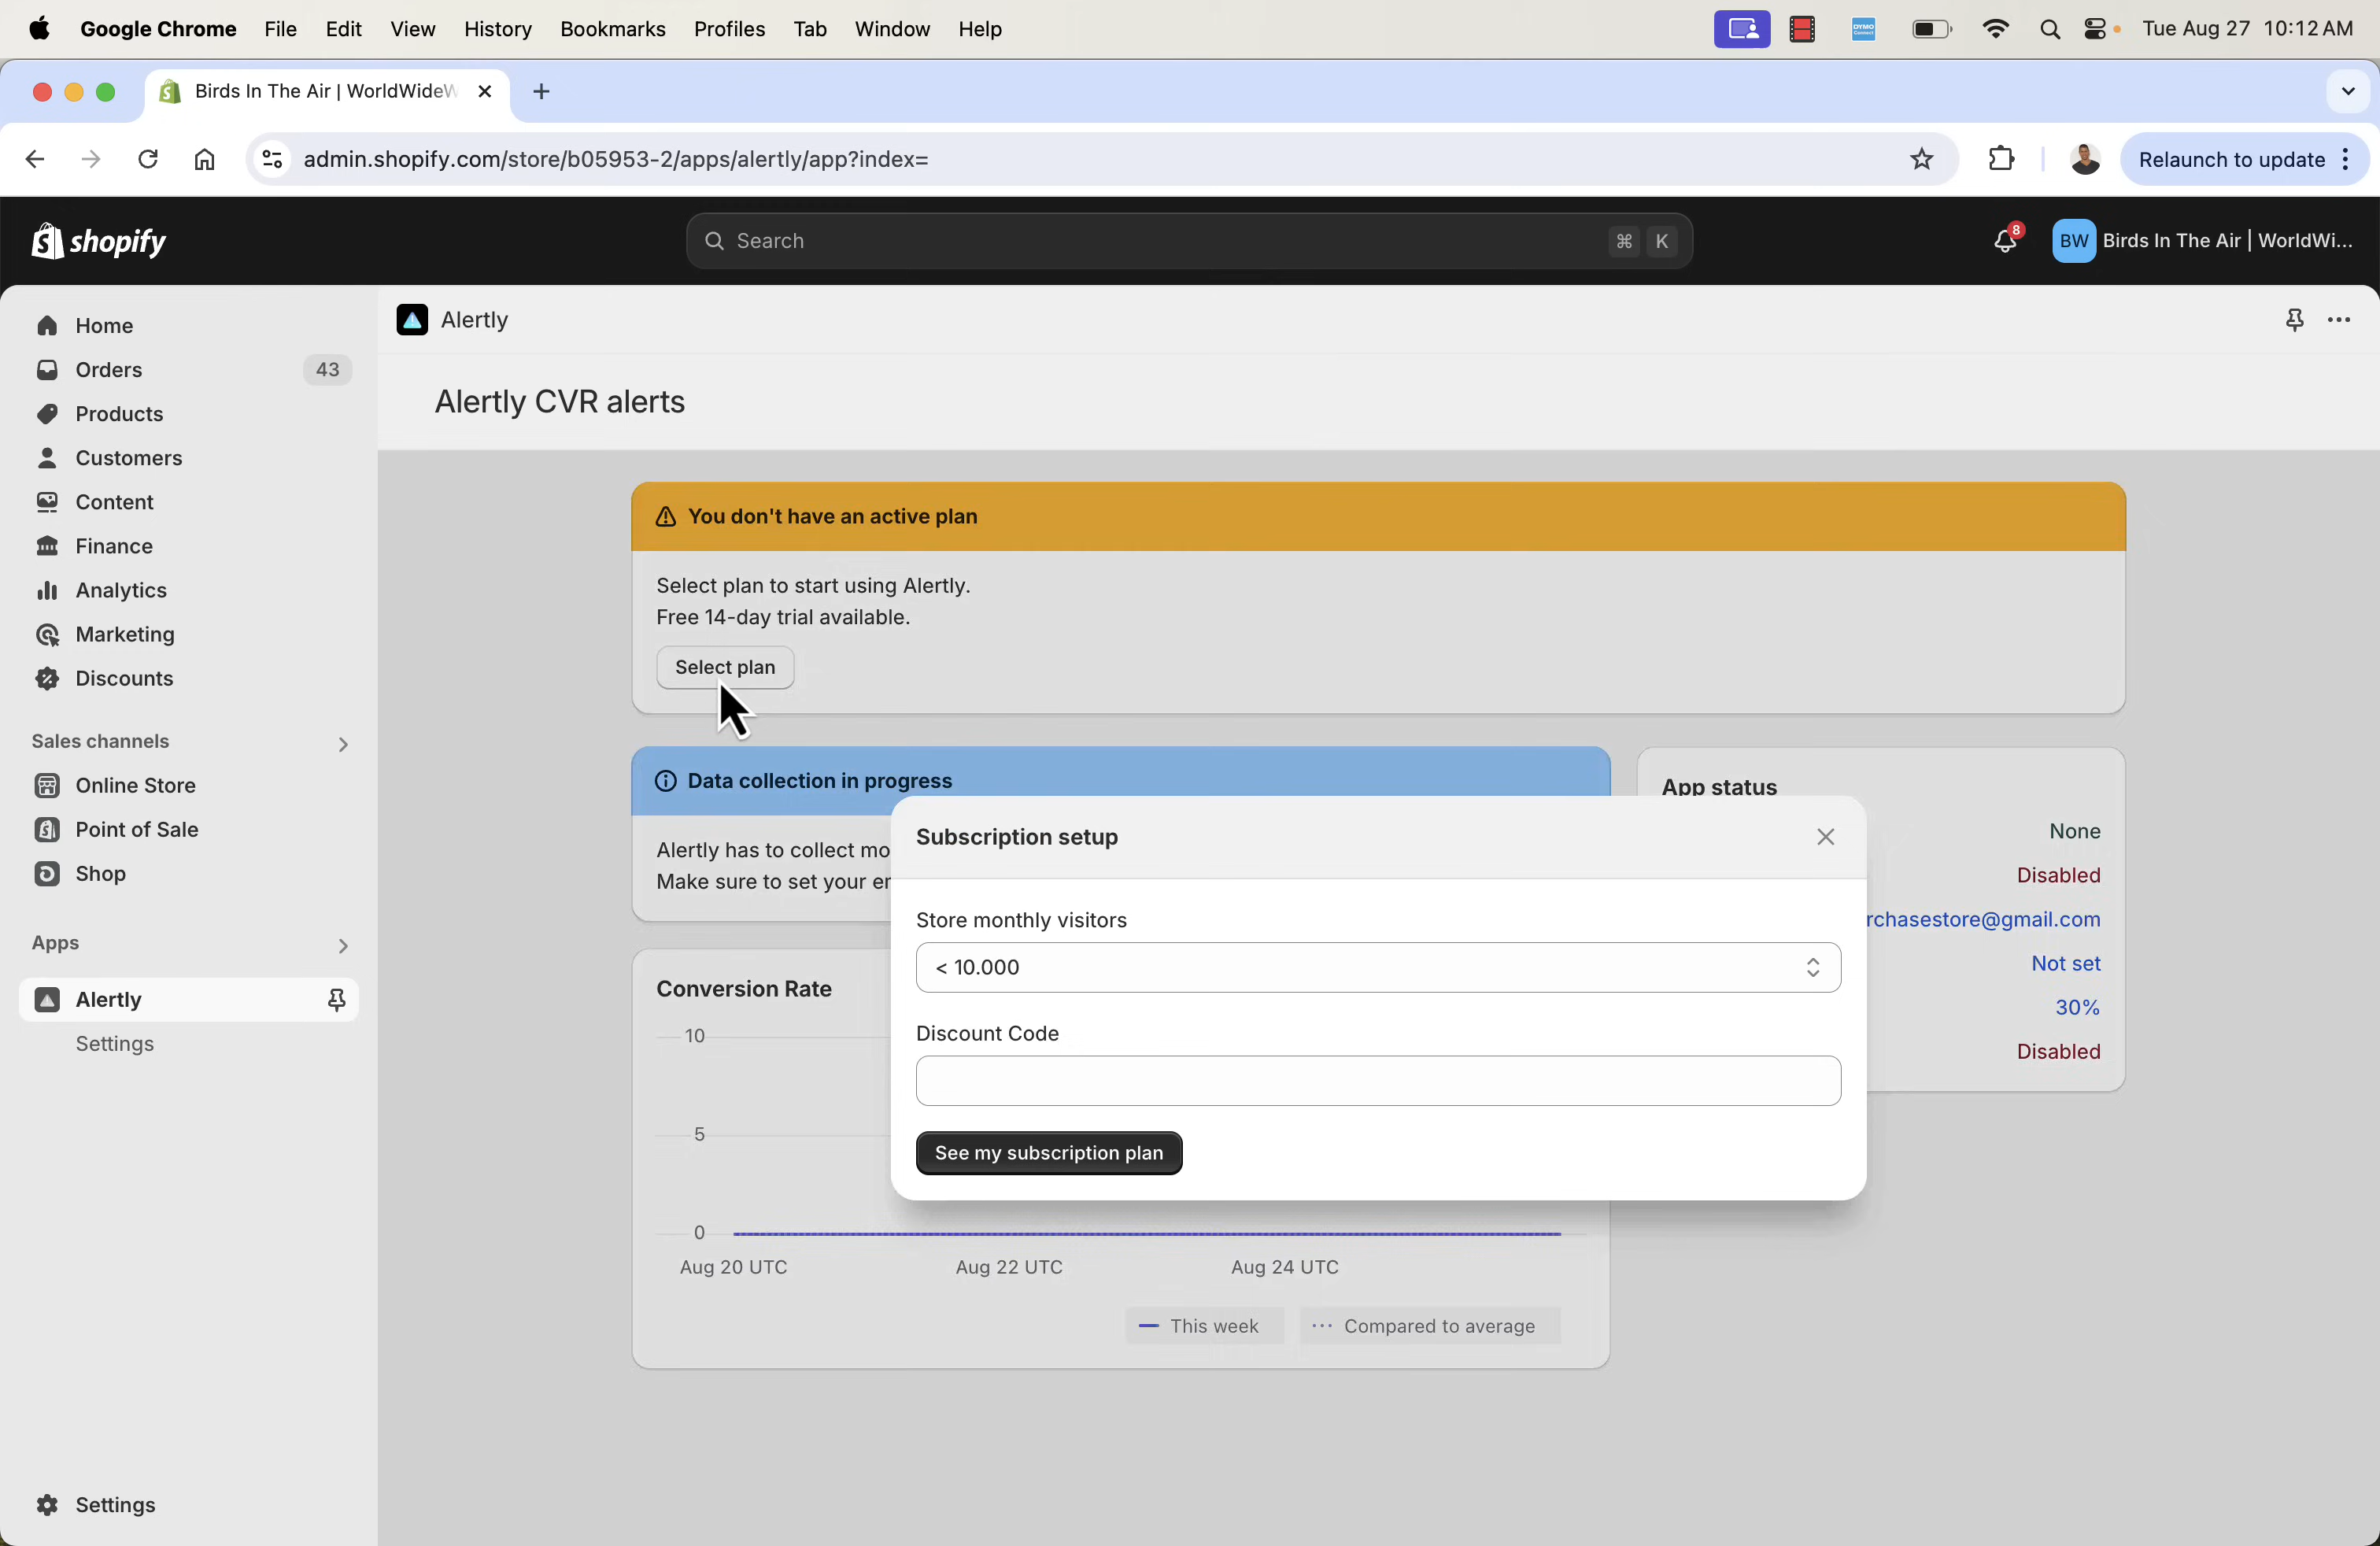 Google Chrome File Edit View History Bookmarks Profiles Tab Window Help DYMO Connect Tue Aug 27 10:12 AM
Birds In The Air | WorldWideW
admin.shopify.com/store/b05953-2/apps/alertly/app?index= Relaunch to update
shopify Search ⌘ K 8 BW Birds In The Air | WorldWi...
Alertly
Alertly CVR alerts
Home
Orders 43
Products
Customers
Content
Finance
Analytics
Marketing
Discounts
Sales channels
Online Store
Point of Sale
Shop
Apps
Alertly
Settings
Settings
You don't have an active plan
Select plan to start using Alertly.
Free 14-day trial available.
Select plan
Data collection in progress
Alertly has to collect mo
Make sure to set your er
App status
None
Disabled
rchasestore@gmail.com
Not set
30%
Disabled
Subscription setup
Store monthly visitors
< 10.000
Discount Code
See my subscription plan
Conversion Rate
10
5
0
Aug 20 UTC Aug 22 UTC Aug 24 UTC
This week Compared to average